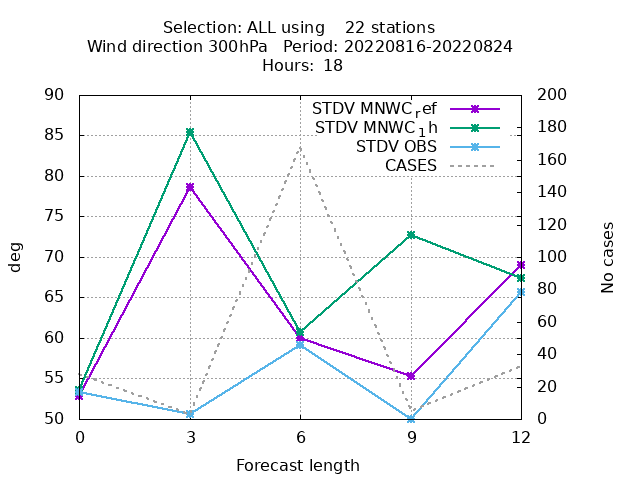 Selection: ALL using    22 stations
Wind direction 300hPa   Period: 20220816-20220824
Hours: 18
90
85
80
75
70
65
60
55
50
deg
200
180
160
140
120
100
80
60
40
20
0
No cases
STDV MNWC_ref
STDV MNWC_1h
STDV OBS
CASES
0 3 6 9 12
Forecast length